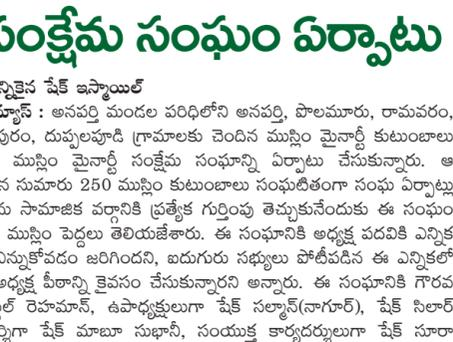 సంక్షేమ సంఘం ఏర్పాటు
న్నికైన షేక్ ఇస్మాయిల్
న్యూస్ : అనపర్తి మండల పరిధిలోని అనపర్తి, పొలమూరు, రామవరం,
పురం, దుప్పలపూడి గ్రామాలకు చెందిన ముస్లిం మైనార్టీ కుటుంబాలు
ముస్లిం మైనార్టీ సంక్షేమ సంఘాన్ని ఏర్పాటు చేసుకున్నారు. ఆ
న సుమారు 250 ముస్లిం కుటుంబాలు సంఘటితంగా సంఘ ఏర్పాట్లు
ను సామాజిక వర్గానికి ప్రత్యేక గుర్తింపు తెచ్చుకునేందుకు ఈ సంఘం
ముస్లిం పెద్దలు తెలియజేశారు. ఈ సంఘానికి అధ్యక్ష పదవికి ఎన్నిక
ఎన్నుకోవడం జరిగిందని, ఐదుగురు సభ్యులు పోటీపడిన ఈ ఎన్నికలో
అధ్యక్ష పీఠాన్ని కైవసం చేసుకున్నారని అన్నారు. ఈ సంఘానికి గౌరవ
ల్ రెహమాన్, ఉపాధ్యక్షులుగా షేక్ సల్మాన్(నాగూర్), షేక్ సిలార్
ర్శిగా షేక్ మాబూ సుభానీ, సంయుక్త కార్యదర్శులుగా షేక్ సూరా